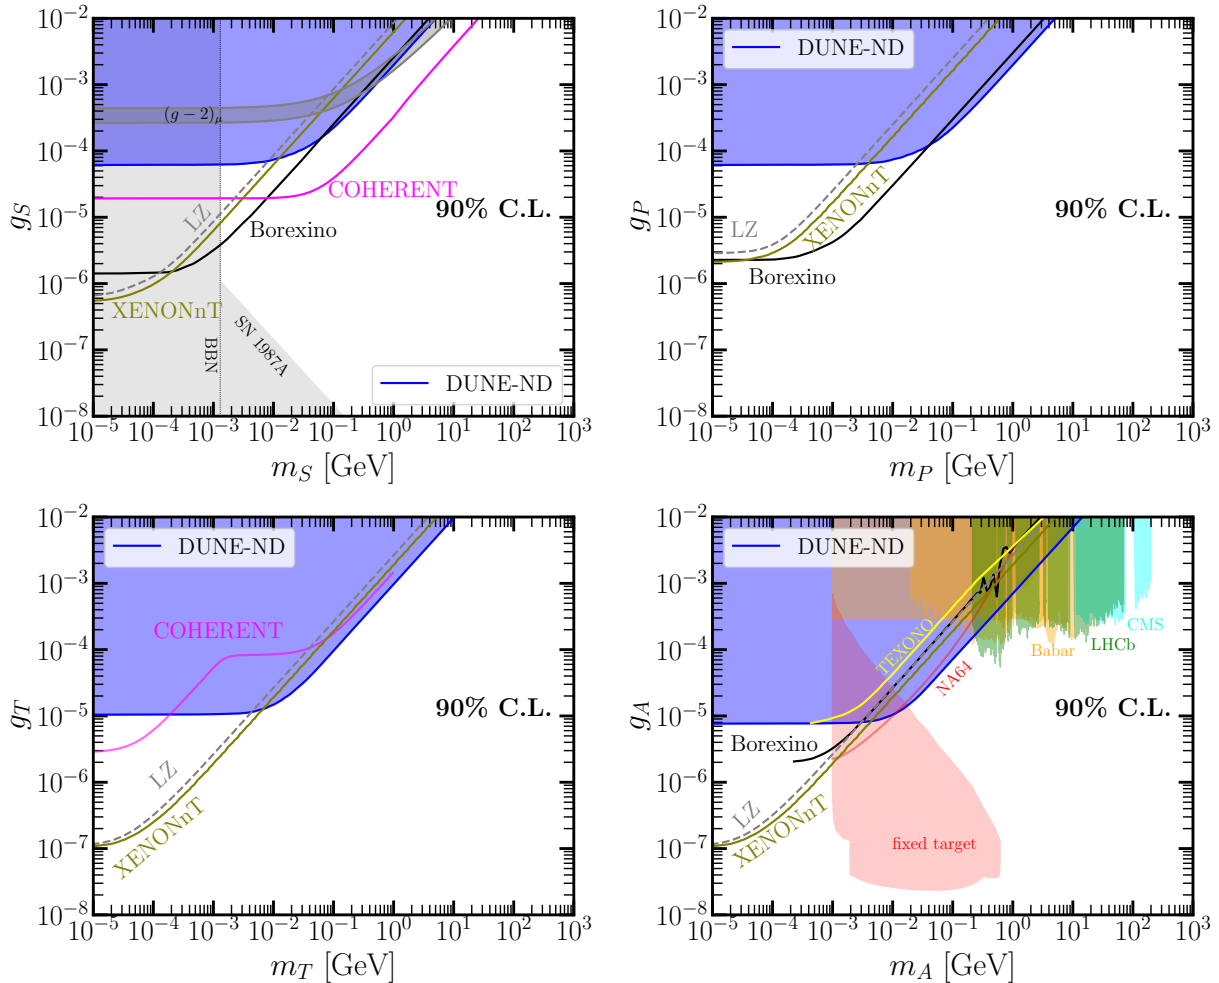 10^{-2}
10^{-3}
10^{-4}
10^{-5}
10^{-6}
10^{-7}
10^{-8}
g_S
(g − 2)_μ
COHERENT
90% C.L.
LZ
Borexino
XENONnT
BBN
SN 1987A
DUNE-ND
10^{-5} 10^{-4} 10^{-3} 10^{-2} 10^{-1} 10^{0} 10^{1} 10^{2} 10^{3}
m_S [GeV]
10^{-2}
10^{-3}
10^{-4}
10^{-5}
10^{-6}
10^{-7}
10^{-8}
g_P
DUNE-ND
XENONnT
90% C.L.
LZ
Borexino
10^{-5} 10^{-4} 10^{-3} 10^{-2} 10^{-1} 10^{0} 10^{1} 10^{2} 10^{3}
m_P [GeV]
10^{-2}
10^{-3}
10^{-4}
10^{-5}
10^{-6}
10^{-7}
10^{-8}
g_T
DUNE-ND
COHERENT
90% C.L.
LZ
XENONnT
10^{-5} 10^{-4} 10^{-3} 10^{-2} 10^{-1} 10^{0} 10^{1} 10^{2} 10^{3}
m_T [GeV]
10^{-2}
10^{-3}
10^{-4}
10^{-5}
10^{-6}
10^{-7}
10^{-8}
g_A
DUNE-ND
CMS
LHCb
Babar
TEXONO
NA64
90% C.L.
Borexino
LZ
XENONnT
fixed target
10^{-5} 10^{-4} 10^{-3} 10^{-2} 10^{-1} 10^{0} 10^{1} 10^{2} 10^{3}
m_A [GeV]